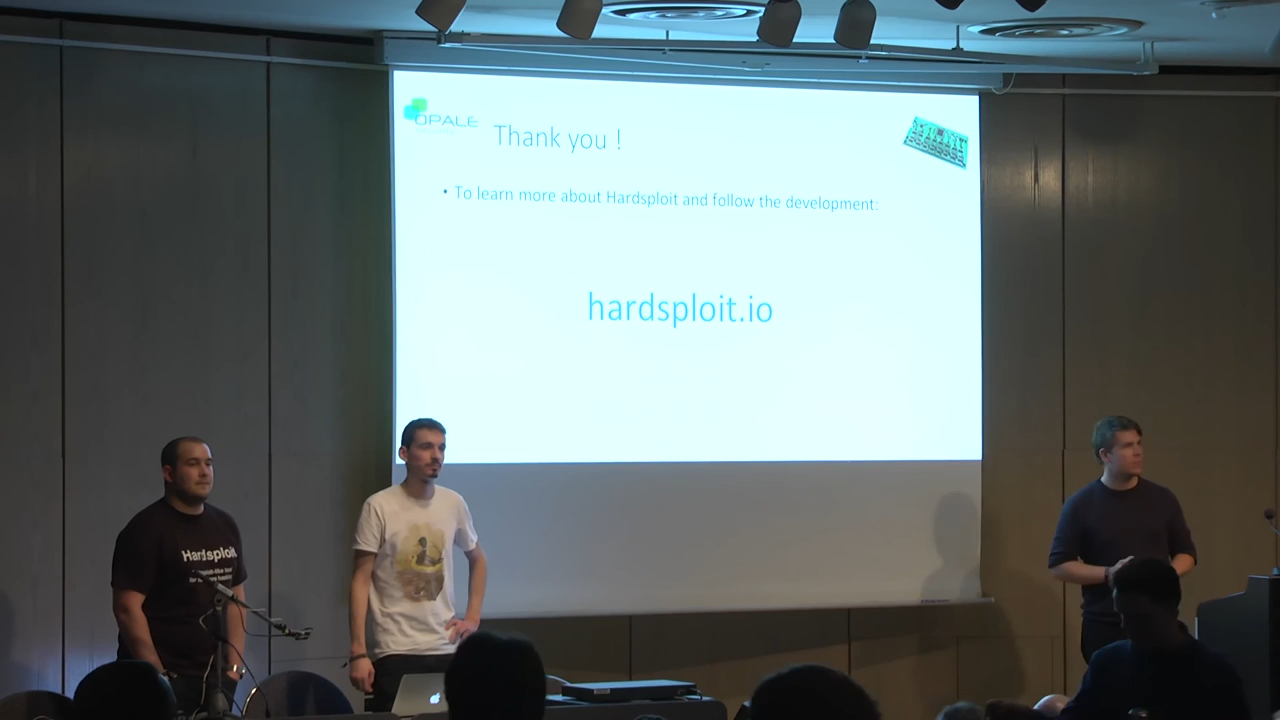 OPALE
Thank you !
• To learn more about Hardsploit and follow the development:
hardsploit.io
Hardsploit